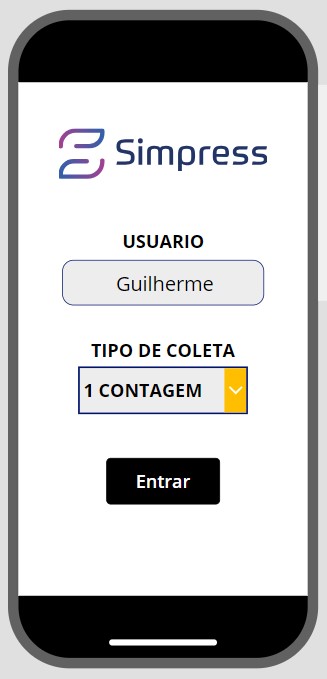 Simpress
USUARIO
Guilherme
TIPO DE COLETA
1 CONTAGEM
Entrar